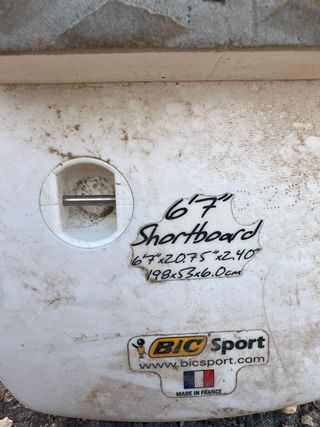 6'7"
Shortboard
6'7"x20.75"x2.40"
198x53x6.0cm
BIC Sport
www.bicsport.com
MADE IN FRANCE